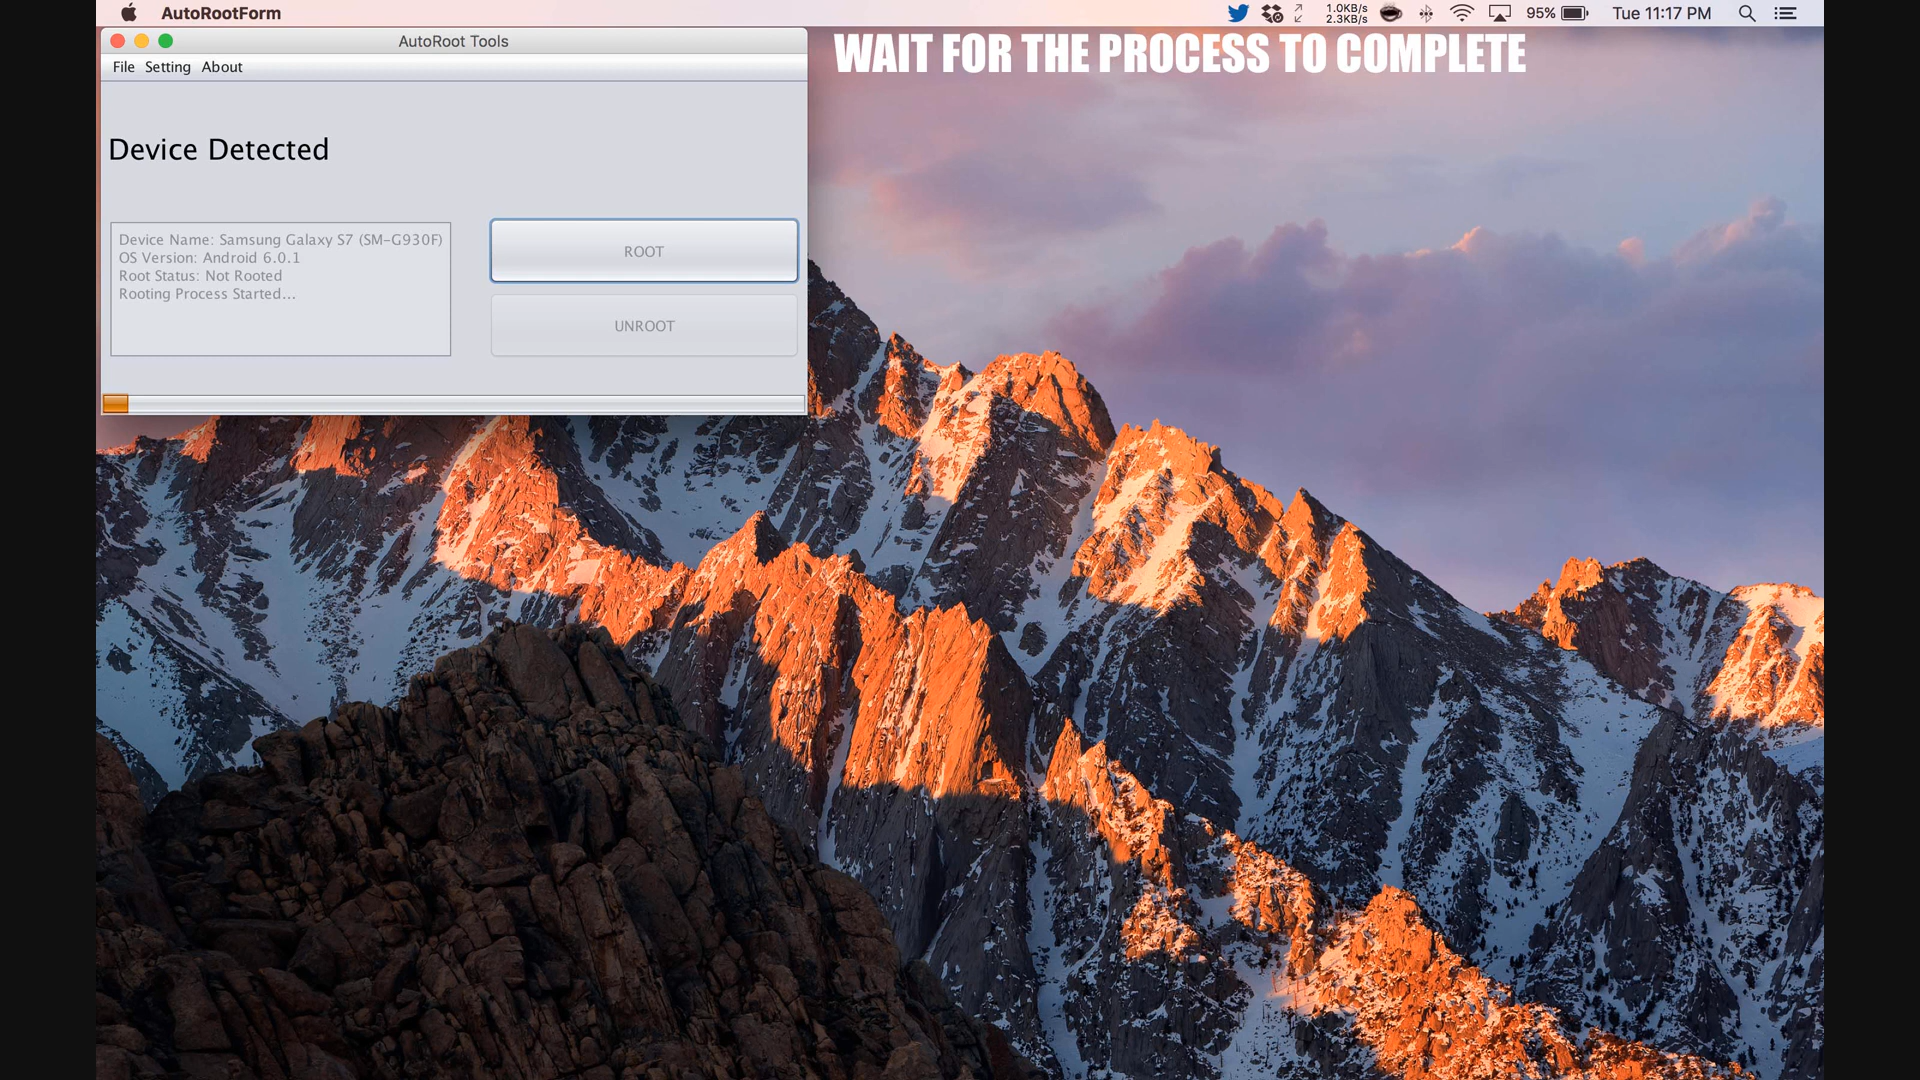 AutoRootForm
1.0KB/s
2.3KB/s
95%
Tue 11:17 PM
AutoRoot Tools
WAIT FOR THE PROCESS TO COMPLETE
File Setting About
Device Detected
Device Name: Samsung Galaxy S7 (SM-G930F)
OS Version: Android 6.0.1
Root Status: Not Rooted
Rooting Process Started...
ROOT
UNROOT